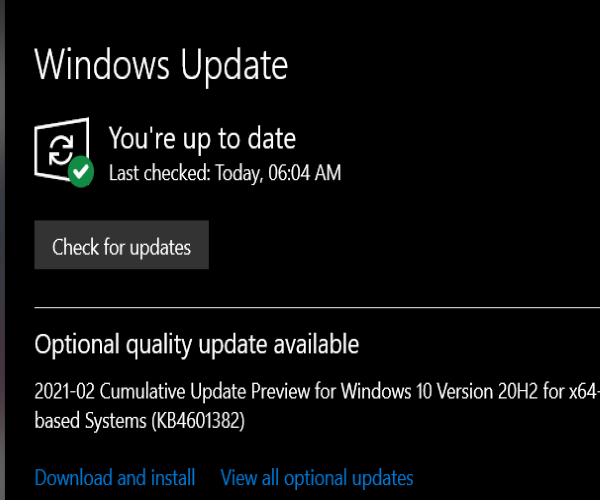 Windows Update
You're up to date
Last checked: Today, 06:04 AM
Check for updates
Optional quality update available
2021-02 Cumulative Update Preview for Windows 10 Version 20H2 for x64-
based Systems (KB4601382)
Download and install View all optional updates